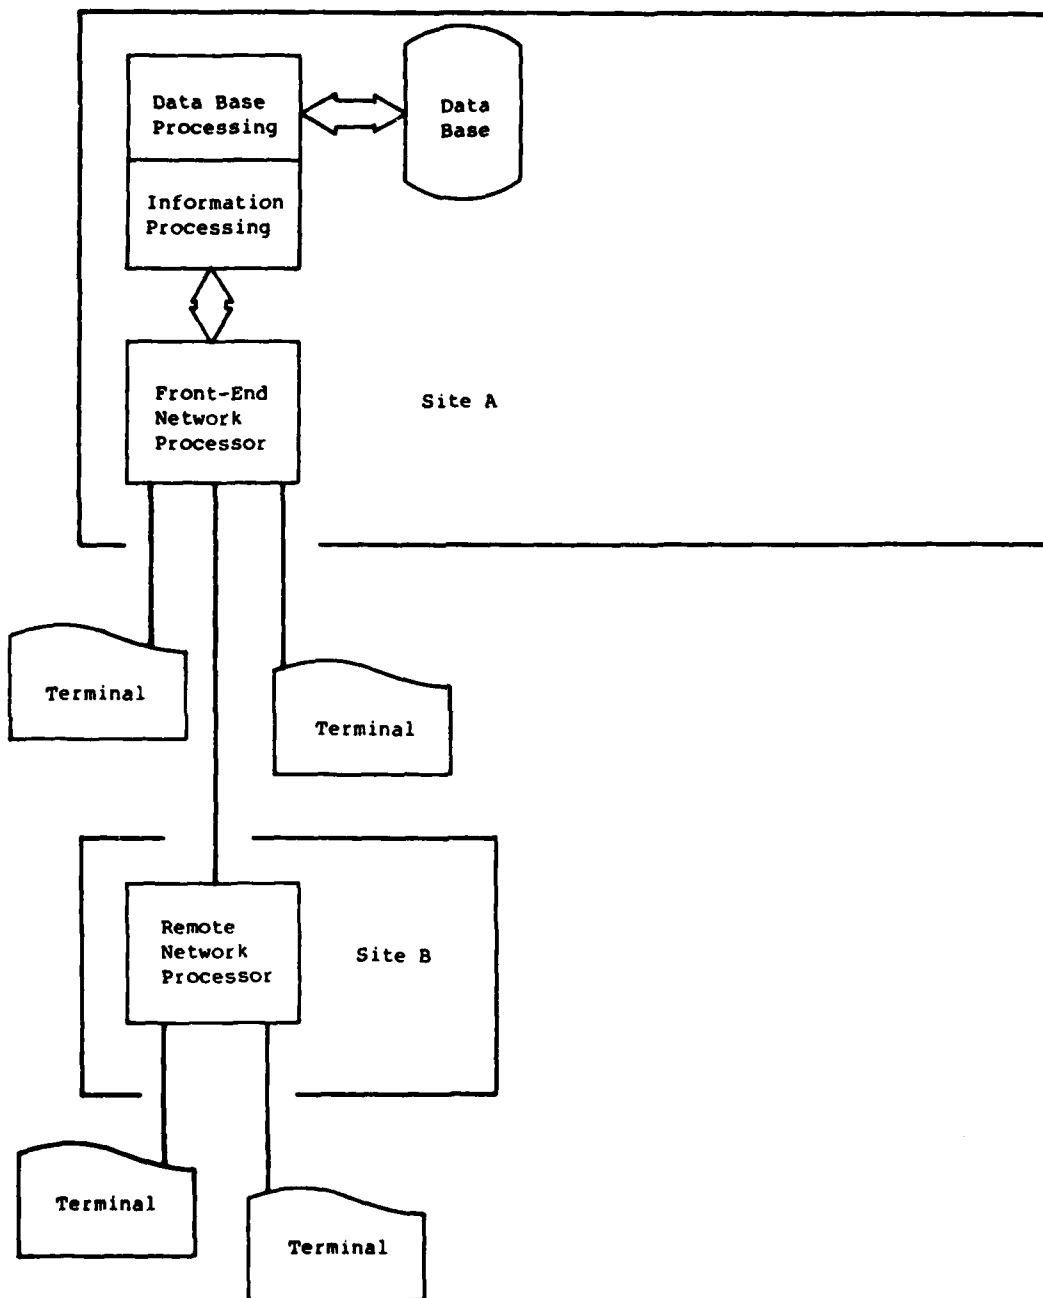 Data Base
Processing
Data
Base
Information
Processing
Front-End
Network
Processor
Site A
Terminal
Terminal
Remote
Network
Processor
Site B
Terminal
Terminal